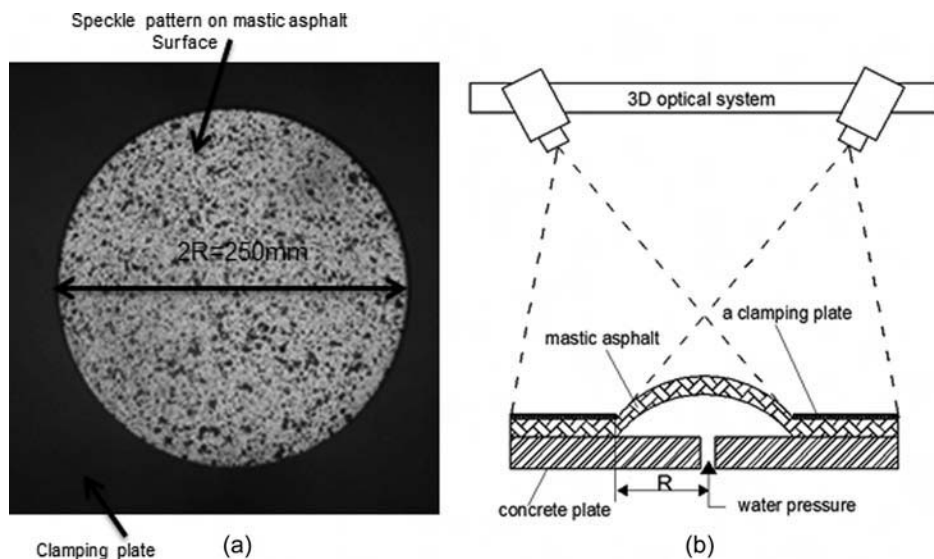 Speckle pattern on mastic asphalt
Surface
2R=250mm
Clamping plate
(a)
3D optical system
a clamping plate
mastic asphalt
R
concrete plate
water pressure
(b)